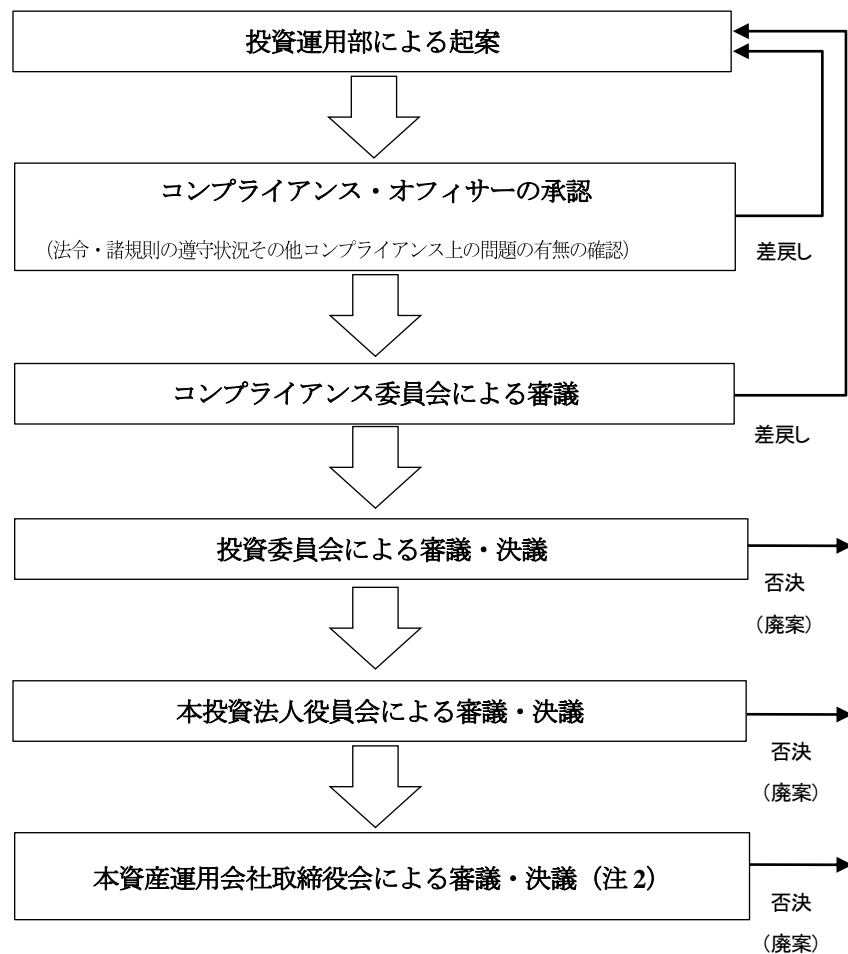 投資運用部による起案
コンプライアンス・オフィサーの承認
（法令・諸規則の遵守状況その他コンプライアンス上の問題の有無の確認）
差戻し
コンプライアンス委員会による審議
差戻し
投資委員会による審議・決議
否決
（廃案）
本投資法人役員会による審議・決議
否決
（廃案）
本資産運用会社取締役会による審議・決議（注 2）
否決
（廃案）